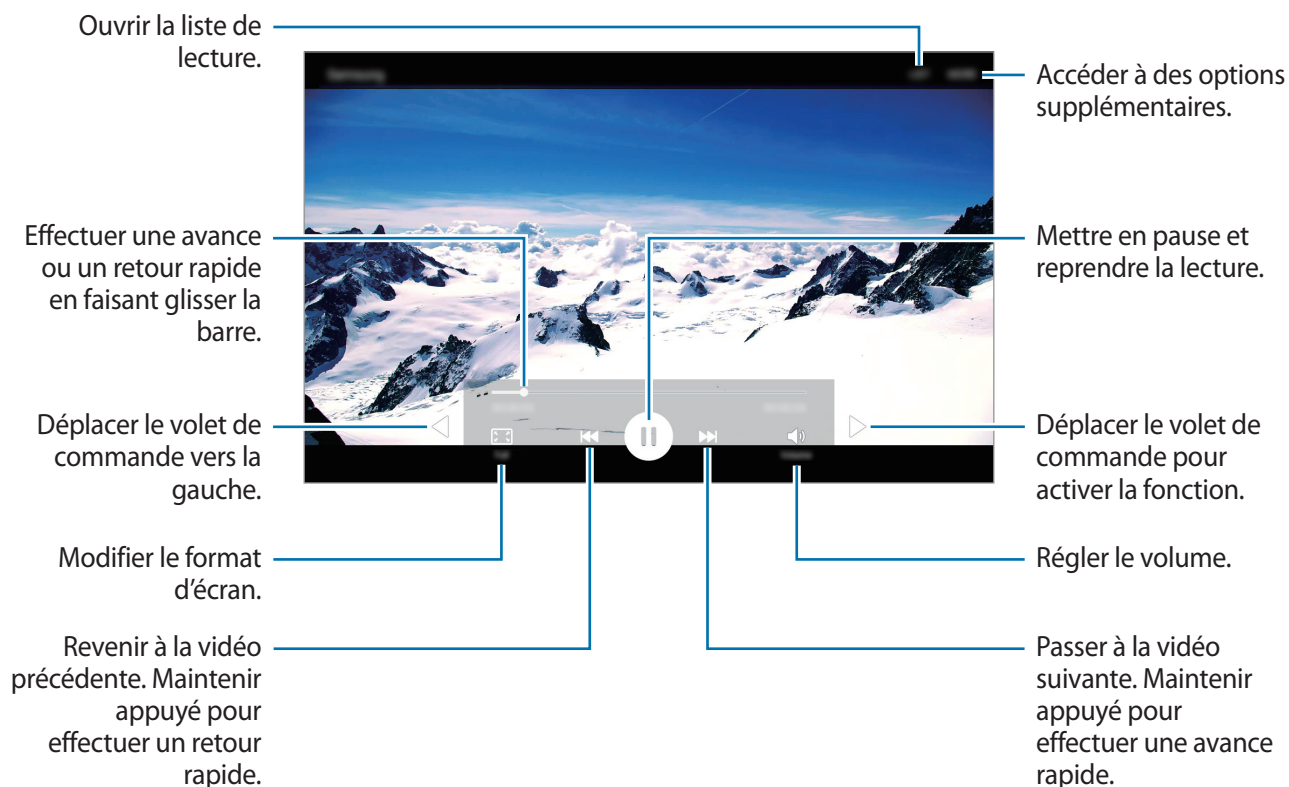 Ouvrir la liste de
lecture.
Accéder à des options
supplémentaires.
Effectuer une avance
ou un retour rapide
en faisant glisser la
barre.
Mettre en pause et
reprendre la lecture.
Déplacer le volet de
commande vers la
gauche.
Déplacer le volet de
commande pour
activer la fonction.
Modifier le format
d'écran.
Régler le volume.
Revenir à la vidéo
précédente. Maintenir
appuyé pour
effectuer un retour
rapide.
Passer à la vidéo
suivante. Maintenir
appuyé pour
effectuer une avance
rapide.
Samsung
Volume